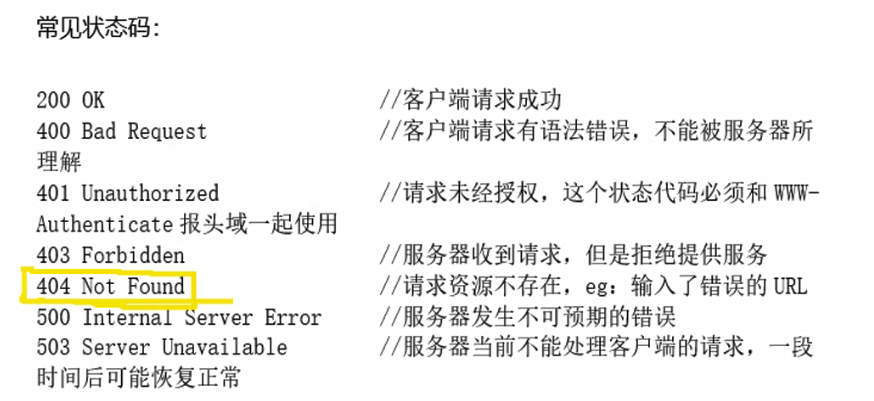 常见状态码：
200 OK //客户端请求成功
400 Bad Request //客户端请求有语法错误，不能被服务器所
理解
401 Unauthorized //请求未经授权，这个状态代码必须和 WWW-
Authenticate 报头域一起使用
403 Forbidden //服务器收到请求，但是拒绝提供服务
404 Not Found //请求资源不存在，eg：输入了错误的 URL
500 Internal Server Error //服务器发生不可预期的错误
503 Server Unavailable //服务器当前不能处理客户端的请求，一段
时间后可能恢复正常